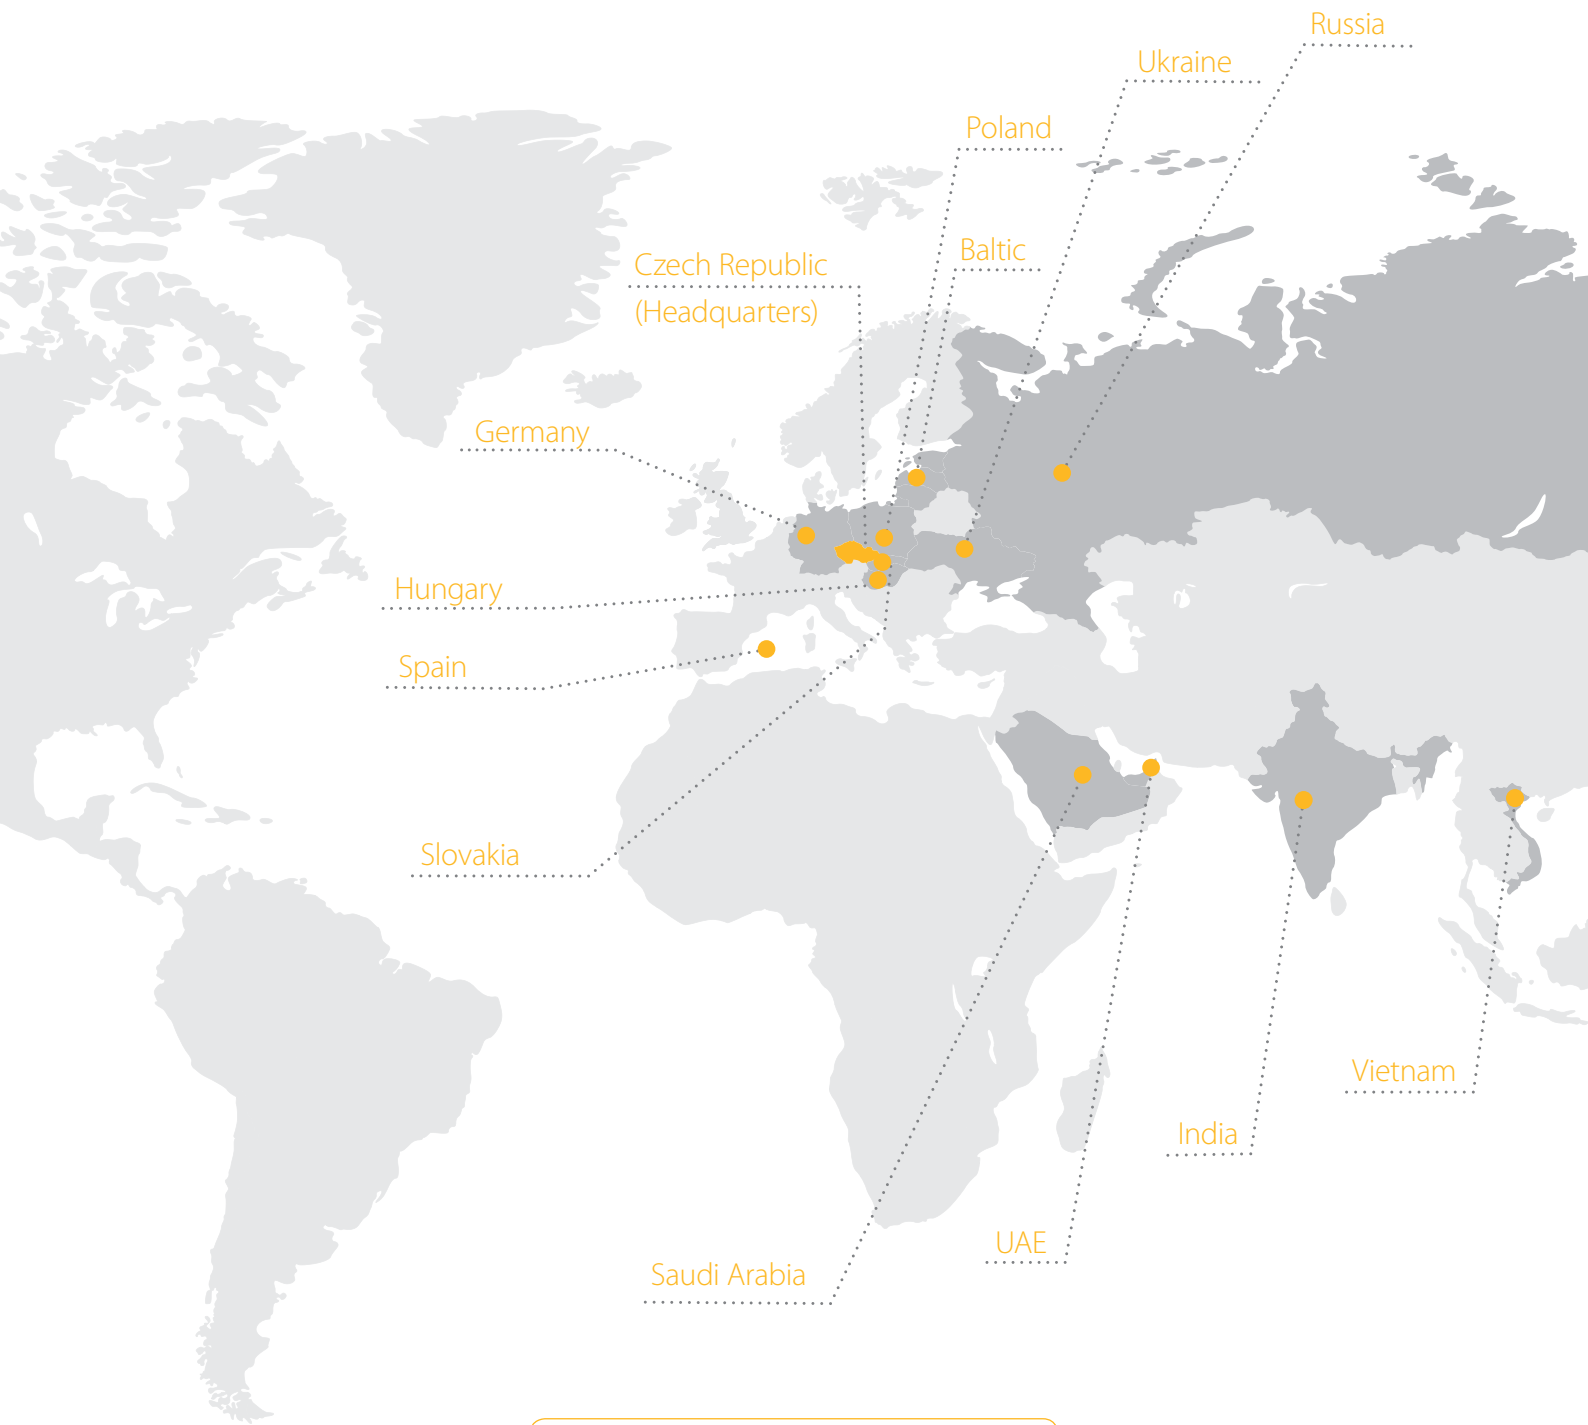 Russia
Ukraine
Poland
Baltic
Czech Republic
(Headquarters)
Germany
Hungary
Spain
Slovakia
Vietnam
India
UAE
Saudi Arabia